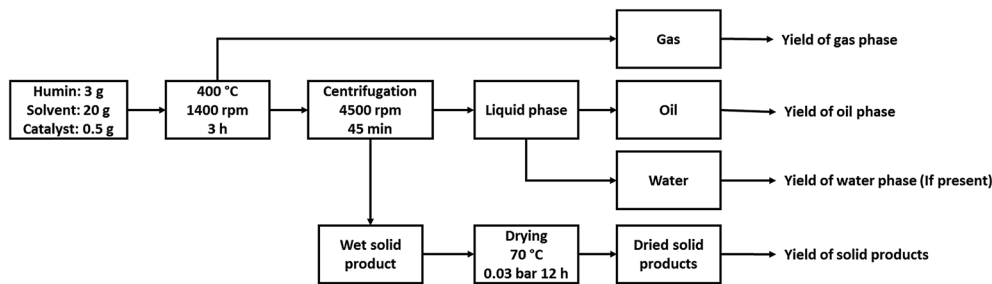 Gas
Yield of gas phase
Humin: 3 g
Solvent: 20 g
Catalyst: 0.5 g
400 °C
1400 rpm
3 h
Centrifugation
4500 rpm
45 min
Liquid phase
Oil
Yield of oil phase
Water
Yield of water phase (If present)
Wet solid
product
Drying
70 °C
0.03 bar 12 h
Dried solid
products
Yield of solid products